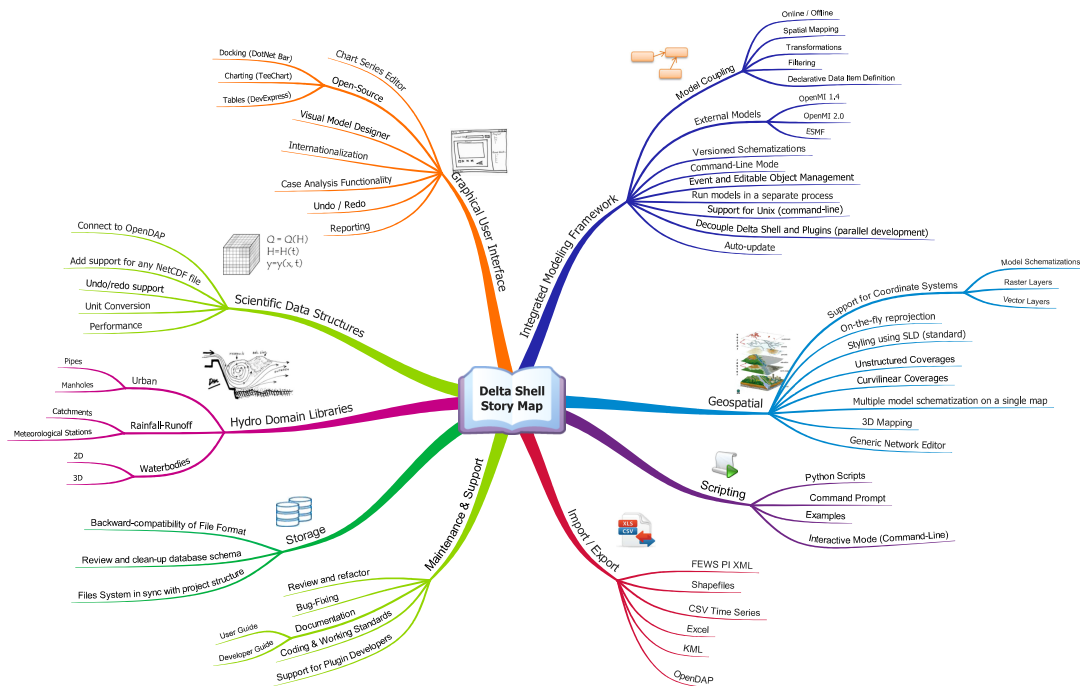 Delta Shell
Story Map
Integrated Modeling Framework
Model Coupling
Online / Offline
Spatial Mapping
Transformations
Filtering
Declarative Data Item Definition
External Models
OpenMI 1.4
OpenMI 2.0
ESMF
Versioned Schematizations
Command-Line Mode
Event and Editable Object Management
Run models in a separate process
Support for Unix (command-line)
Decouple Delta Shell and Plugins (parallel development)
Auto-update
Geospatial
Support for Coordinate Systems
Model Schematizations
Raster Layers
Vector Layers
On-the-fly reprojection
Styling using SLD (standard)
Unstructured Coverages
Curvilinear Coverages
Multiple model schematization on a single map
3D Mapping
Generic Network Editor
Scripting
Python Scripts
Command Prompt
Examples
Interactive Mode (Command-Line)
Import / Export
XLS
CSV
FEWS PI XML
Shapefiles
CSV Time Series
Excel
KML
OpenDAP
Maintenance & Support
Review and refactor
Bug-Fixing
Documentation
User Guide
Developer Guide
Coding & Working Standards
Support for Plugin Developers
Storage
Backward-compatibility of File Format
Review and clean-up database schema
Files System in sync with project structure
Hydro Domain Libraries
Urban
Pipes
Manholes
Rainfall-Runoff
Catchments
Meteorological Stations
Waterbodies
2D
3D
Scientific Data Structures
Q = Q(H)
H=H(t)
y=y(x,t)
Connect to OpenDAP
Add support for any NetCDF file
Undo/redo support
Unit Conversion
Performance
Graphical User Interface
Chart Series Editor
Open-Source
Docking (DotNet Bar)
Charting (TeeChart)
Tables (DevExpress)
Visual Model Designer
Internationalization
Case Analysis Functionality
Undo / Redo
Reporting